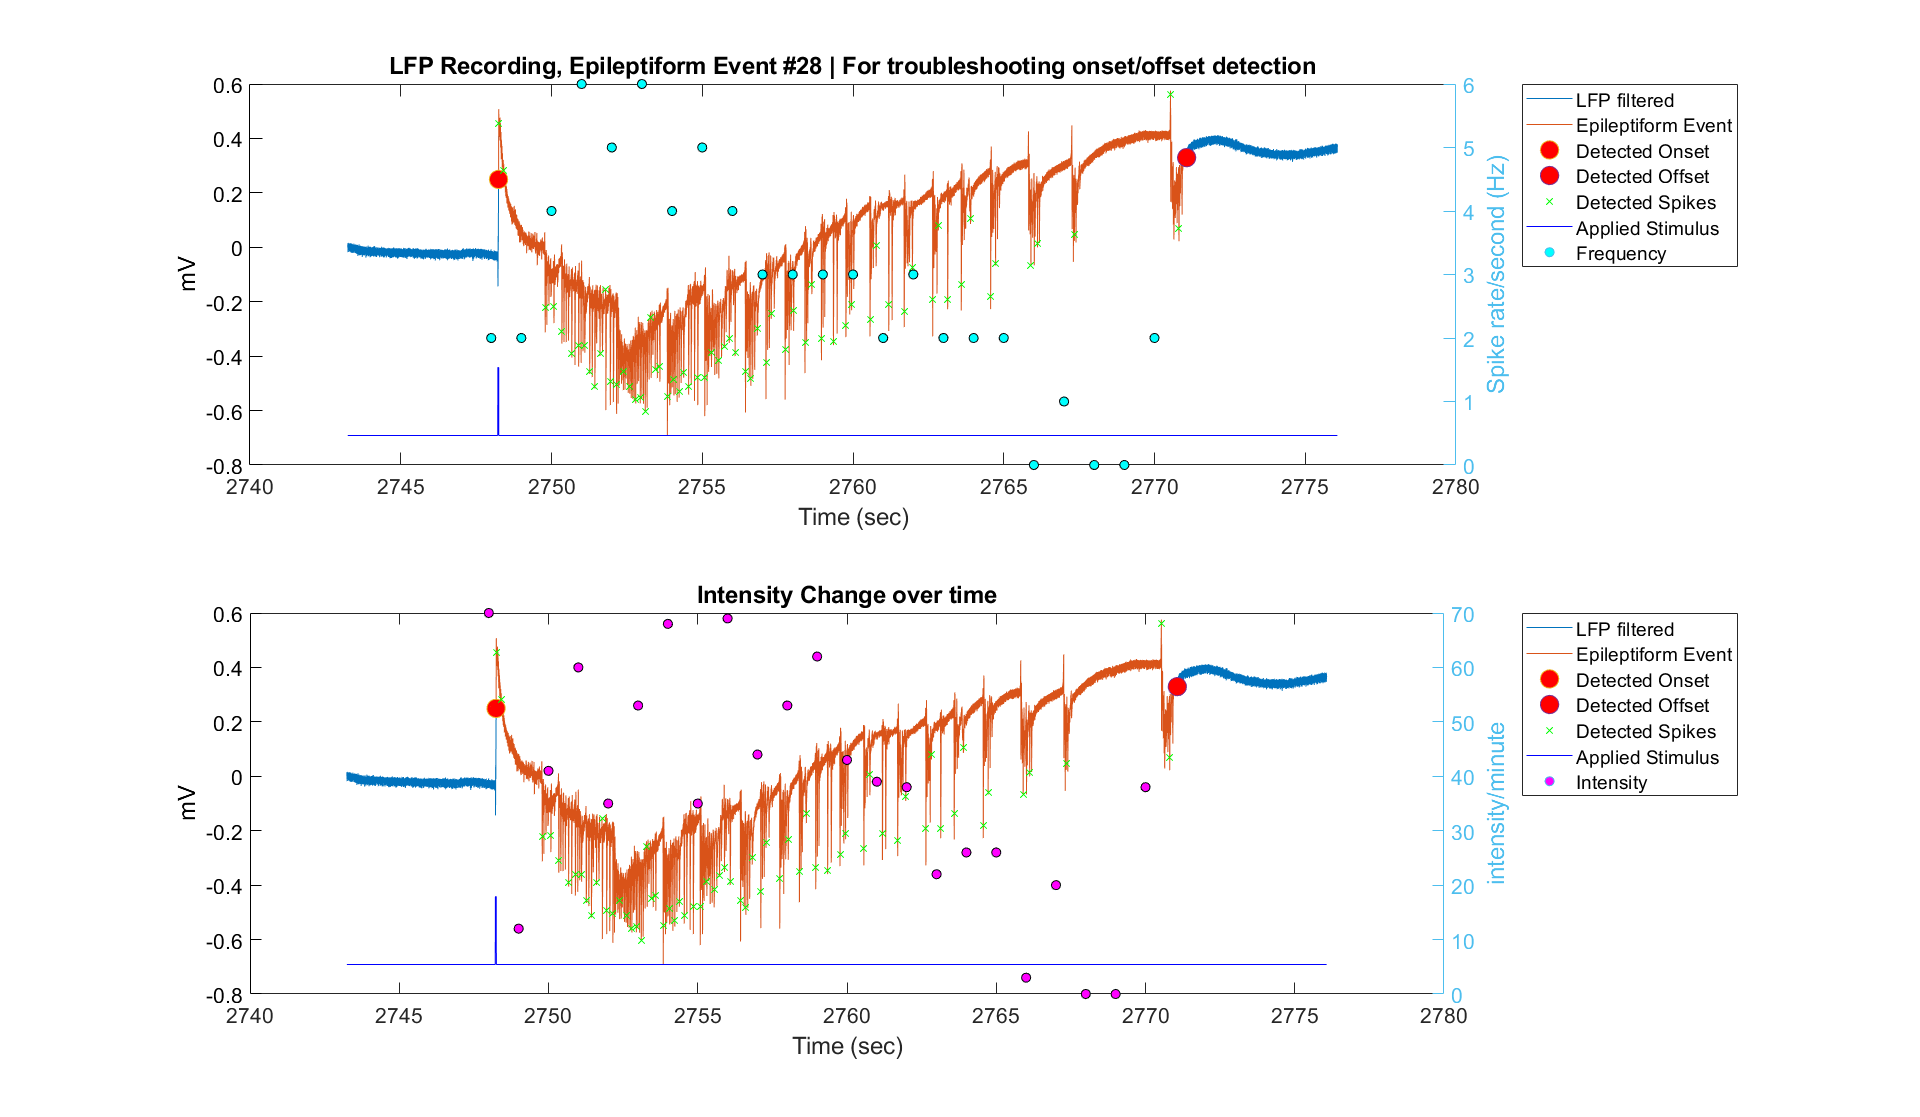 LFP Recording, Epileptiform Event #28 | For troubleshooting onset/offset detection
0.6
0.4
0.2
0
-0.2
-0.4
-0.6
-0.8
mV
2740 2745 2750 2755 2760 2765 2770 2775 2780
Time (sec)
6
5
4
3
2
1
0
Spike rate/second (Hz)
LFP filtered
Epileptiform Event
Detected Onset
Detected Offset
Detected Spikes
Applied Stimulus
Frequency
Intensity Change over time
0.6
0.4
0.2
0
-0.2
-0.4
-0.6
-0.8
mV
2740 2745 2750 2755 2760 2765 2770 2775 2780
Time (sec)
70
60
50
40
30
20
10
0
intensity/minute
LFP filtered
Epileptiform Event
Detected Onset
Detected Offset
Detected Spikes
Applied Stimulus
Intensity